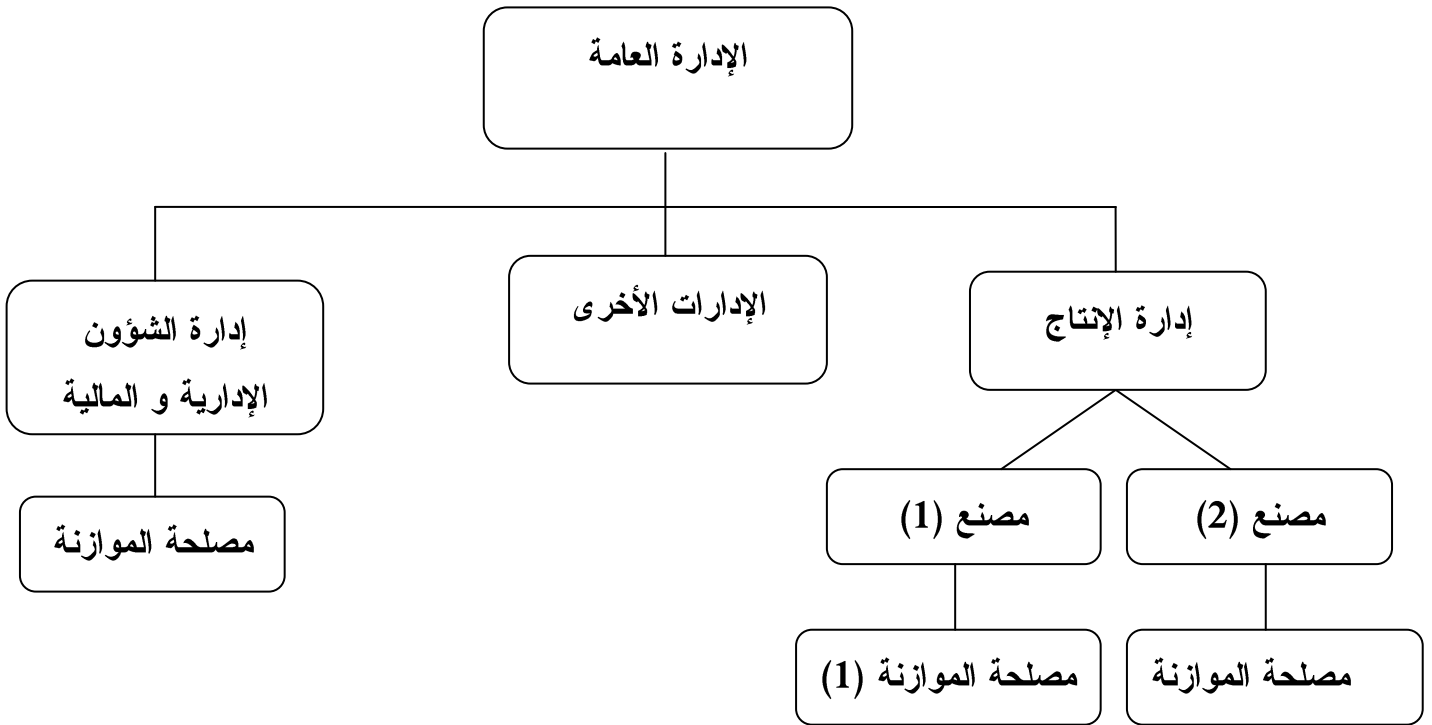 الإدارة العامة
إدارة الإنتاج
الإدارات الأخرى
إدارة الشؤون
الإدارية و المالية
مصنع (2)
مصنع (1)
مصلحة الموازنة
مصلحة الموازنة
مصلحة الموازنة (1)